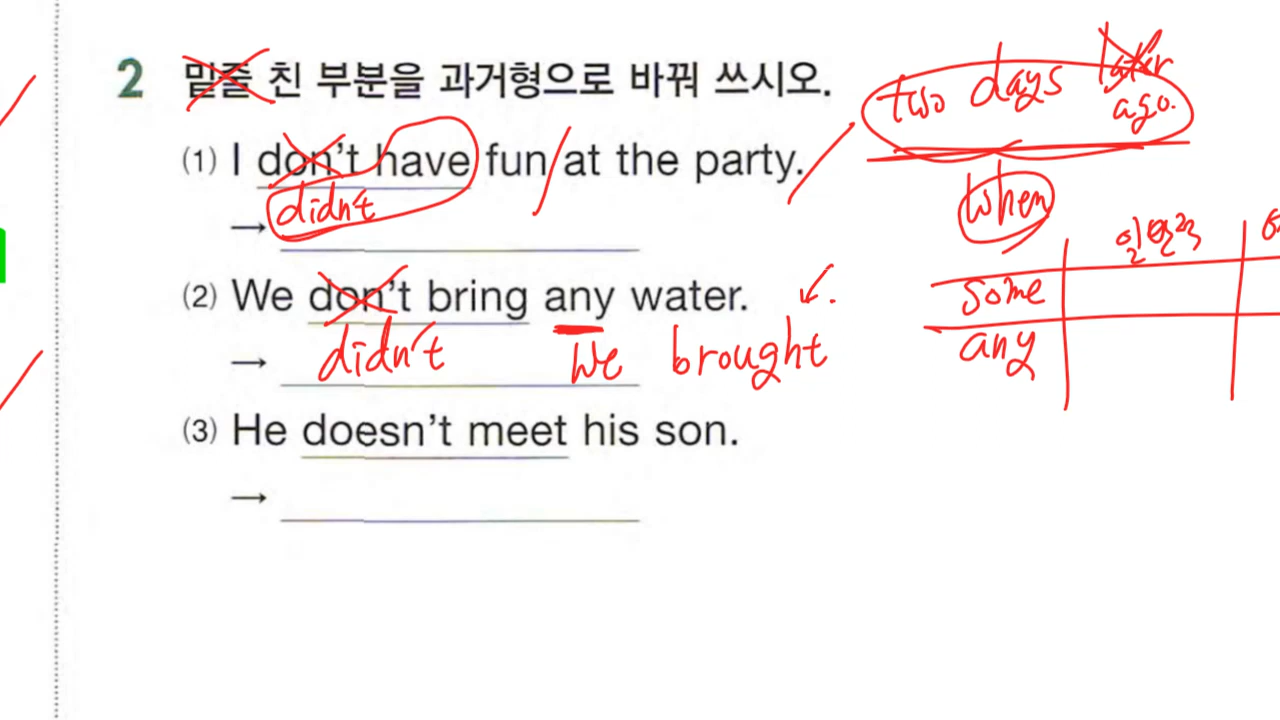 2 밑줄 친 부분을 과거형으로 바꿔 쓰시오.
two days later
ago.
(1) I don't have fun at the party.
didn't
→
when
(2) We don't bring any water.
some
→ didn't We brought
any
(3) He doesn't meet his son.
→